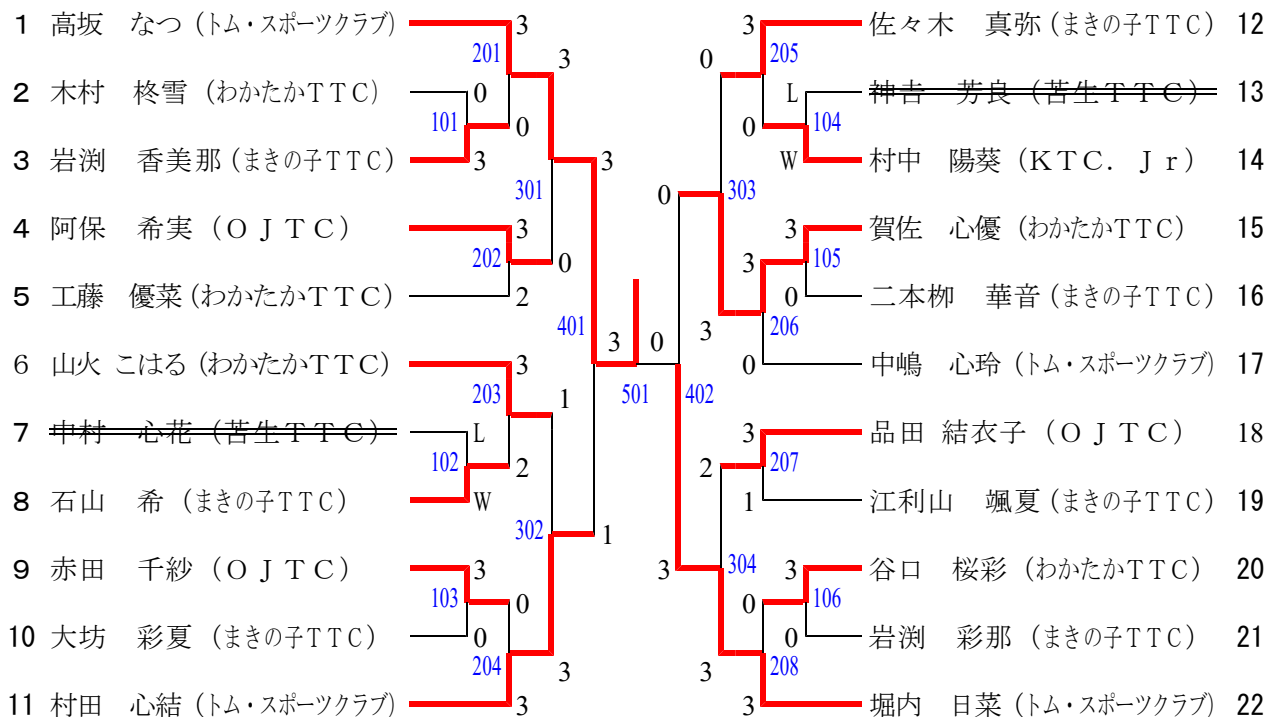 1 高坂 なつ (トム・スポーツクラブ) 3 3 佐々木 真弥 (まきの子TTC) 12
201 3 0 205
2 木村 柊雪 (わかたかTTC) 0 L 神𠮷 芳良 (苫生TTC) 13
101 0 0 104
3 岩渕 香美那 (まきの子TTC) 3 3 W 村中 陽葵 (KTC. Jr) 14
301 0 303
4 阿保 希実 (OJTC) 3 3 賀佐 心優 (わかたかTTC) 15
202 0 3 105
5 工藤 優菜 (わかたかTTC) 2 0 二本栁 華音 (まきの子TTC) 16
401 3 0 3 206
6 山火 こはる (わかたかTTC) 3 0 中嶋 心玲 (トム・スポーツクラブ) 17
203 1 501 402
7 中村 心花 (苫生TTC) L 3 品田 結衣子 (OJTC) 18
102 2 2 207
8 石山 希 (まきの子TTC) W 1 江利山 颯夏 (まきの子TTC) 19
302 1 304
9 赤田 千紗 (OJTC) 3 3 3 谷口 桜彩 (わかたかTTC) 20
103 0 0 106
10 大坊 彩夏 (まきの子TTC) 0 0 岩渕 彩那 (まきの子TTC) 21
204 3 3 208
11 村田 心結 (トム・スポーツクラブ) 3 3 堀内 日菜 (トム・スポーツクラブ) 22